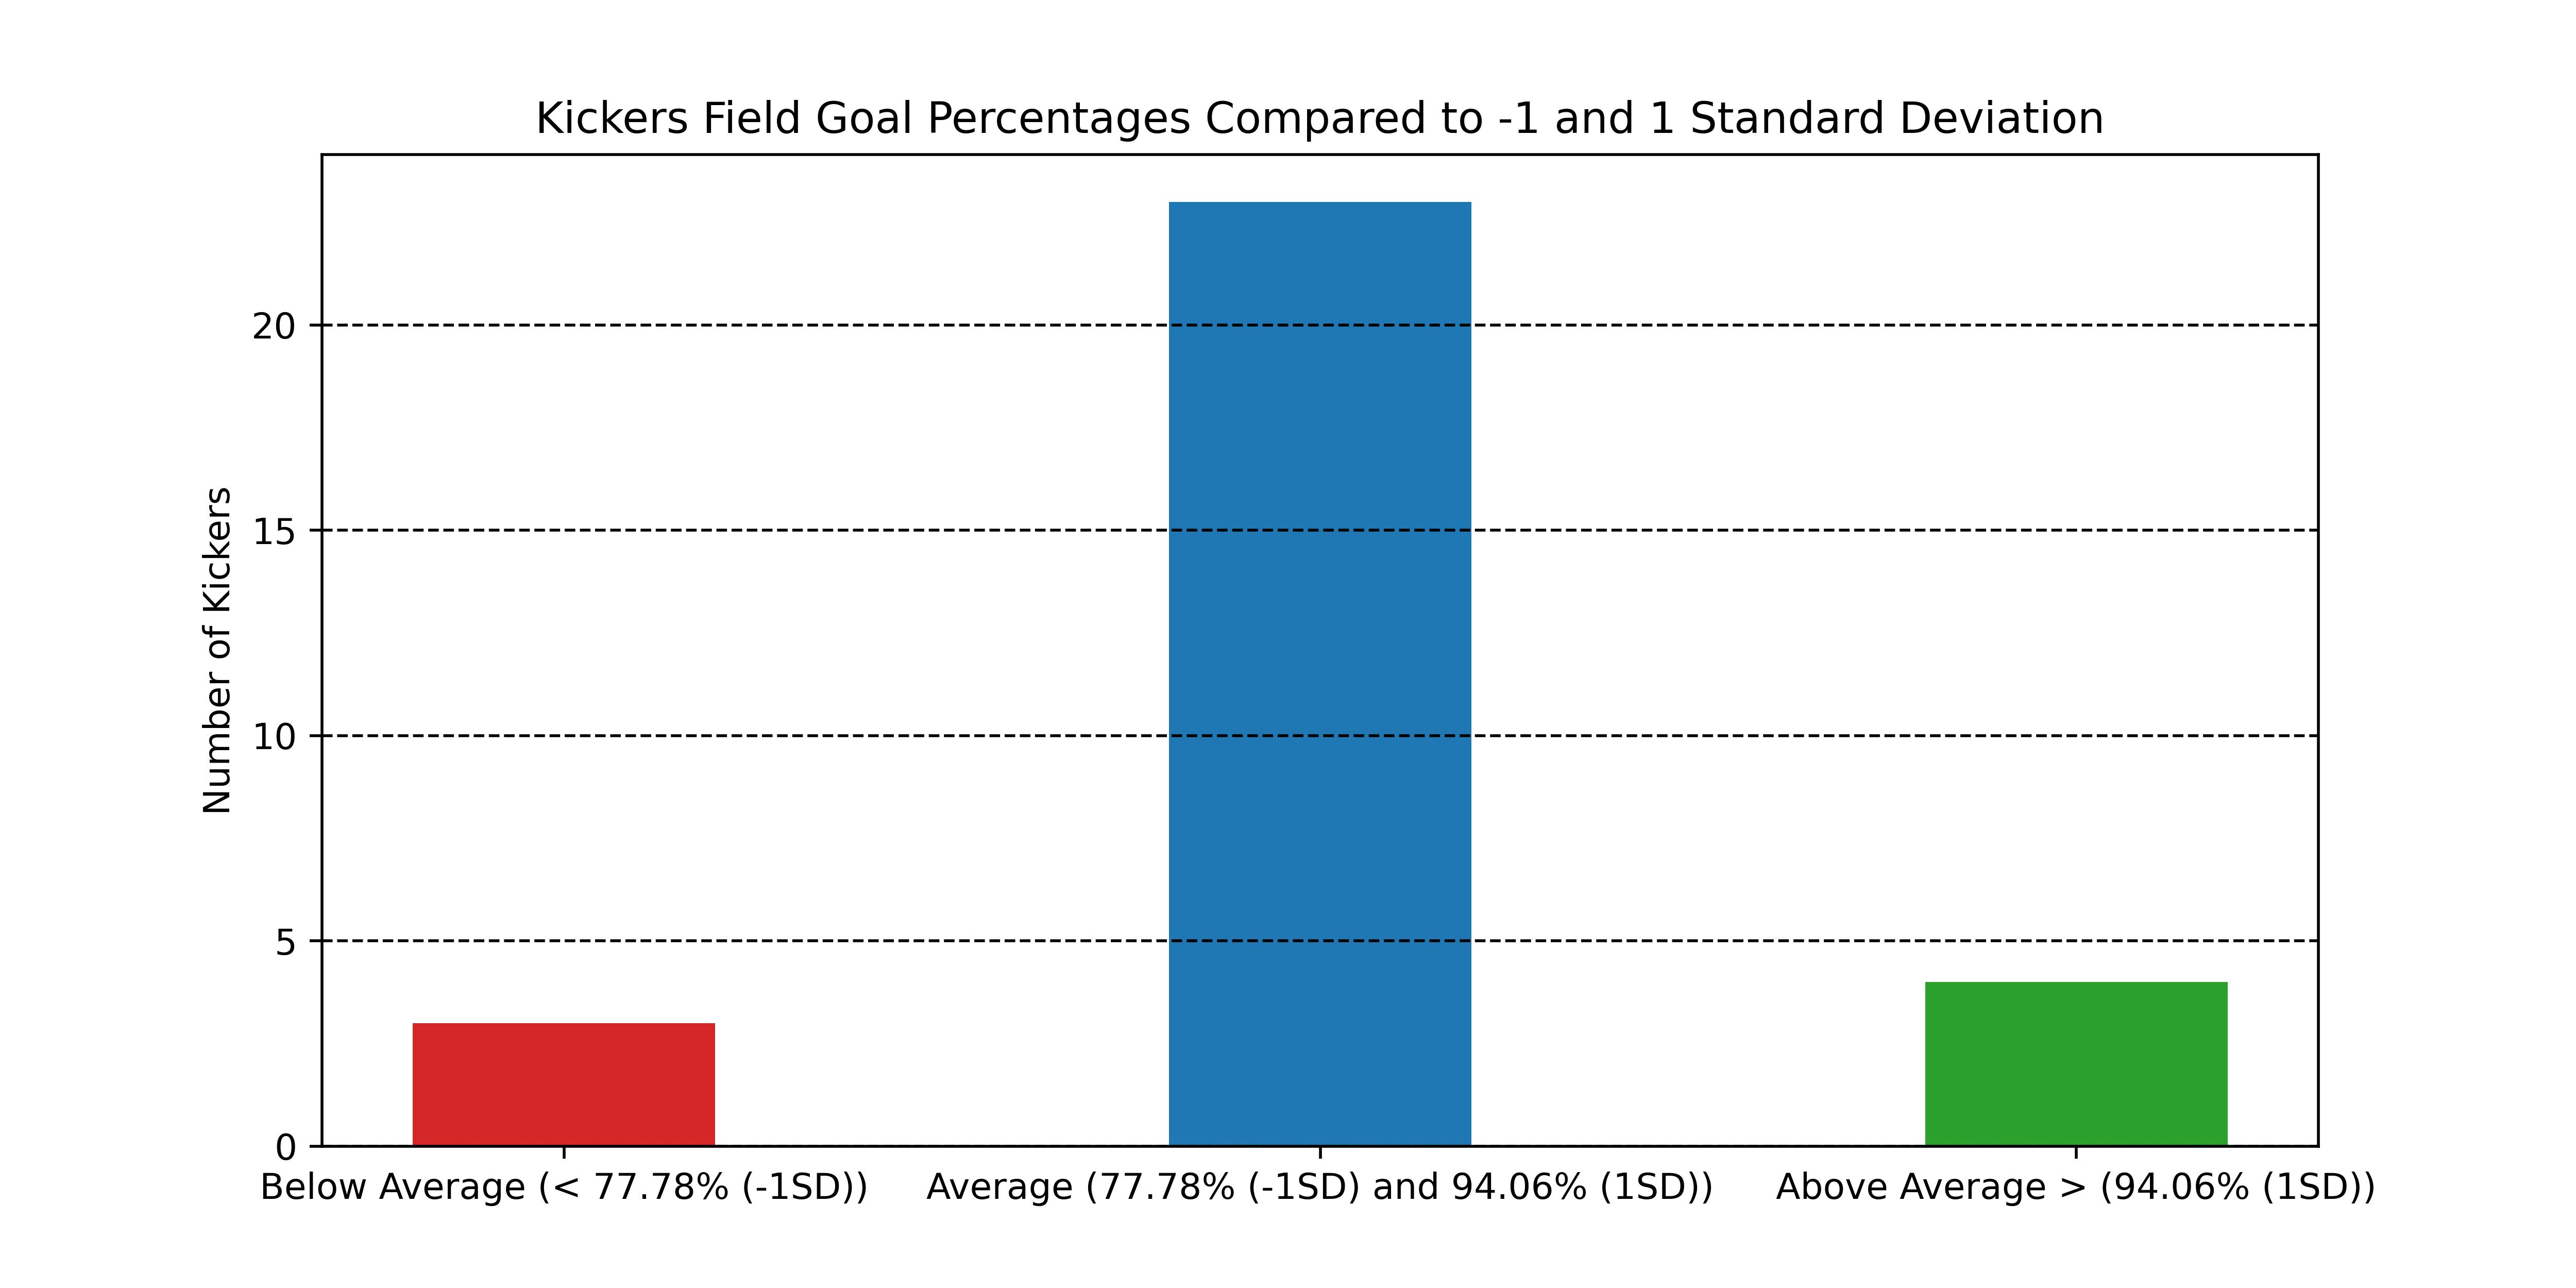 Kickers Field Goal Percentages Compared to -1 and 1 Standard Deviation
Number of Kickers
20
15
10
5
0
Below Average (< 77.78% (-1SD))
Average (77.78% (-1SD) and 94.06% (1SD))
Above Average > (94.06% (1SD))